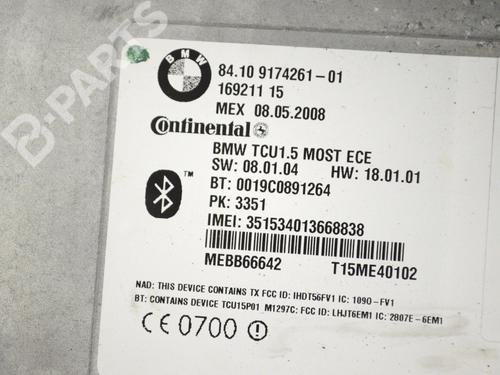 B-PARTS
BMW
84.10 9174261-01
169211 15
MEX 08.05.2008
Continental
BMW TCU1.5 MOST ECE
SW: 08.01.04 HW: 18.01.01
BT: 0019C0891264
TM
PK: 3351
IMEI: 351534013668838
MEBB66642 T15ME40102
NAD: THIS DEVICE CONTAINS TX FCC ID: IHDT56FV1 IC: 1090-FV1
BT: CONTAINS DEVICE TCU15P01_M1297C: FCC ID: LHJT6EM1 IC: 2807E-6EM1
CE 0700